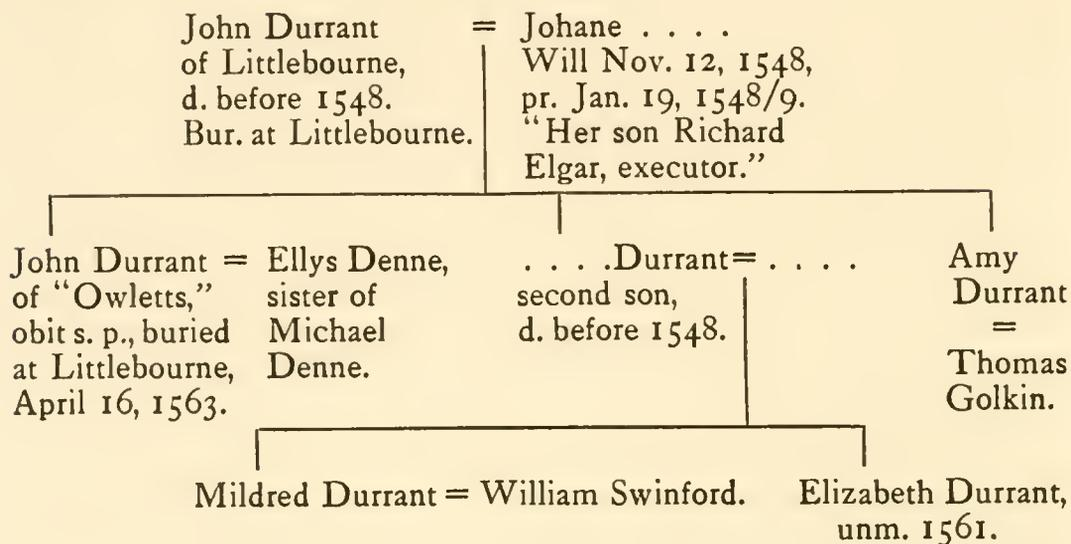 John Durrant = Johane . . . .
of Littlebourne, Will Nov. 12, 1548,
d. before 1548. pr. Jan. 19, 1548/9.
Bur. at Littlebourne. “Her son Richard
Elgar, executor.”
John Durrant = Ellys Denne,
of “Owletts,” sister of
obit s. p., buried Michael
at Littlebourne, Denne.
April 16, 1563.
. . . .Durrant= . . . .
second son,
d. before 1548.
Amy
Durrant
=
Thomas
Golkin.
Mildred Durrant = William Swinford.
Elizabeth Durrant,
unm. 1561.